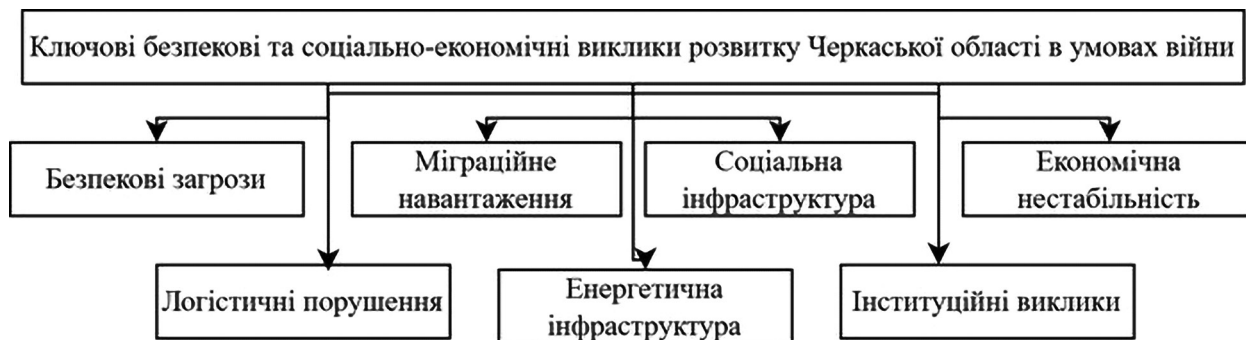 Ключові безпекові та соціально-економічні виклики розвитку Черкаської області в умовах війни
Безпекові загрози
Міграційне
навантаження
Соціальна
інфраструктура
Економічна
нестабільність
Логістичні порушення
Енергетична
інфраструктура
Інституційні виклики